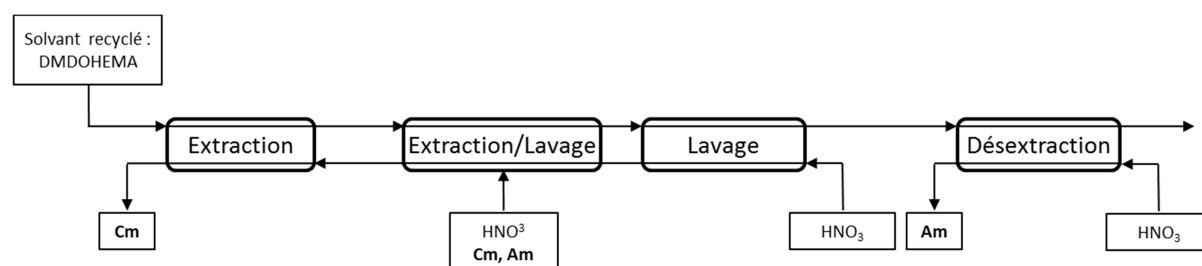 Solvant recyclé :
DMDOHEMA
Extraction
Extraction/Lavage
Lavage
Désextraction
Cm
HNO³
Cm, Am
HNO₃
Am
HNO₃